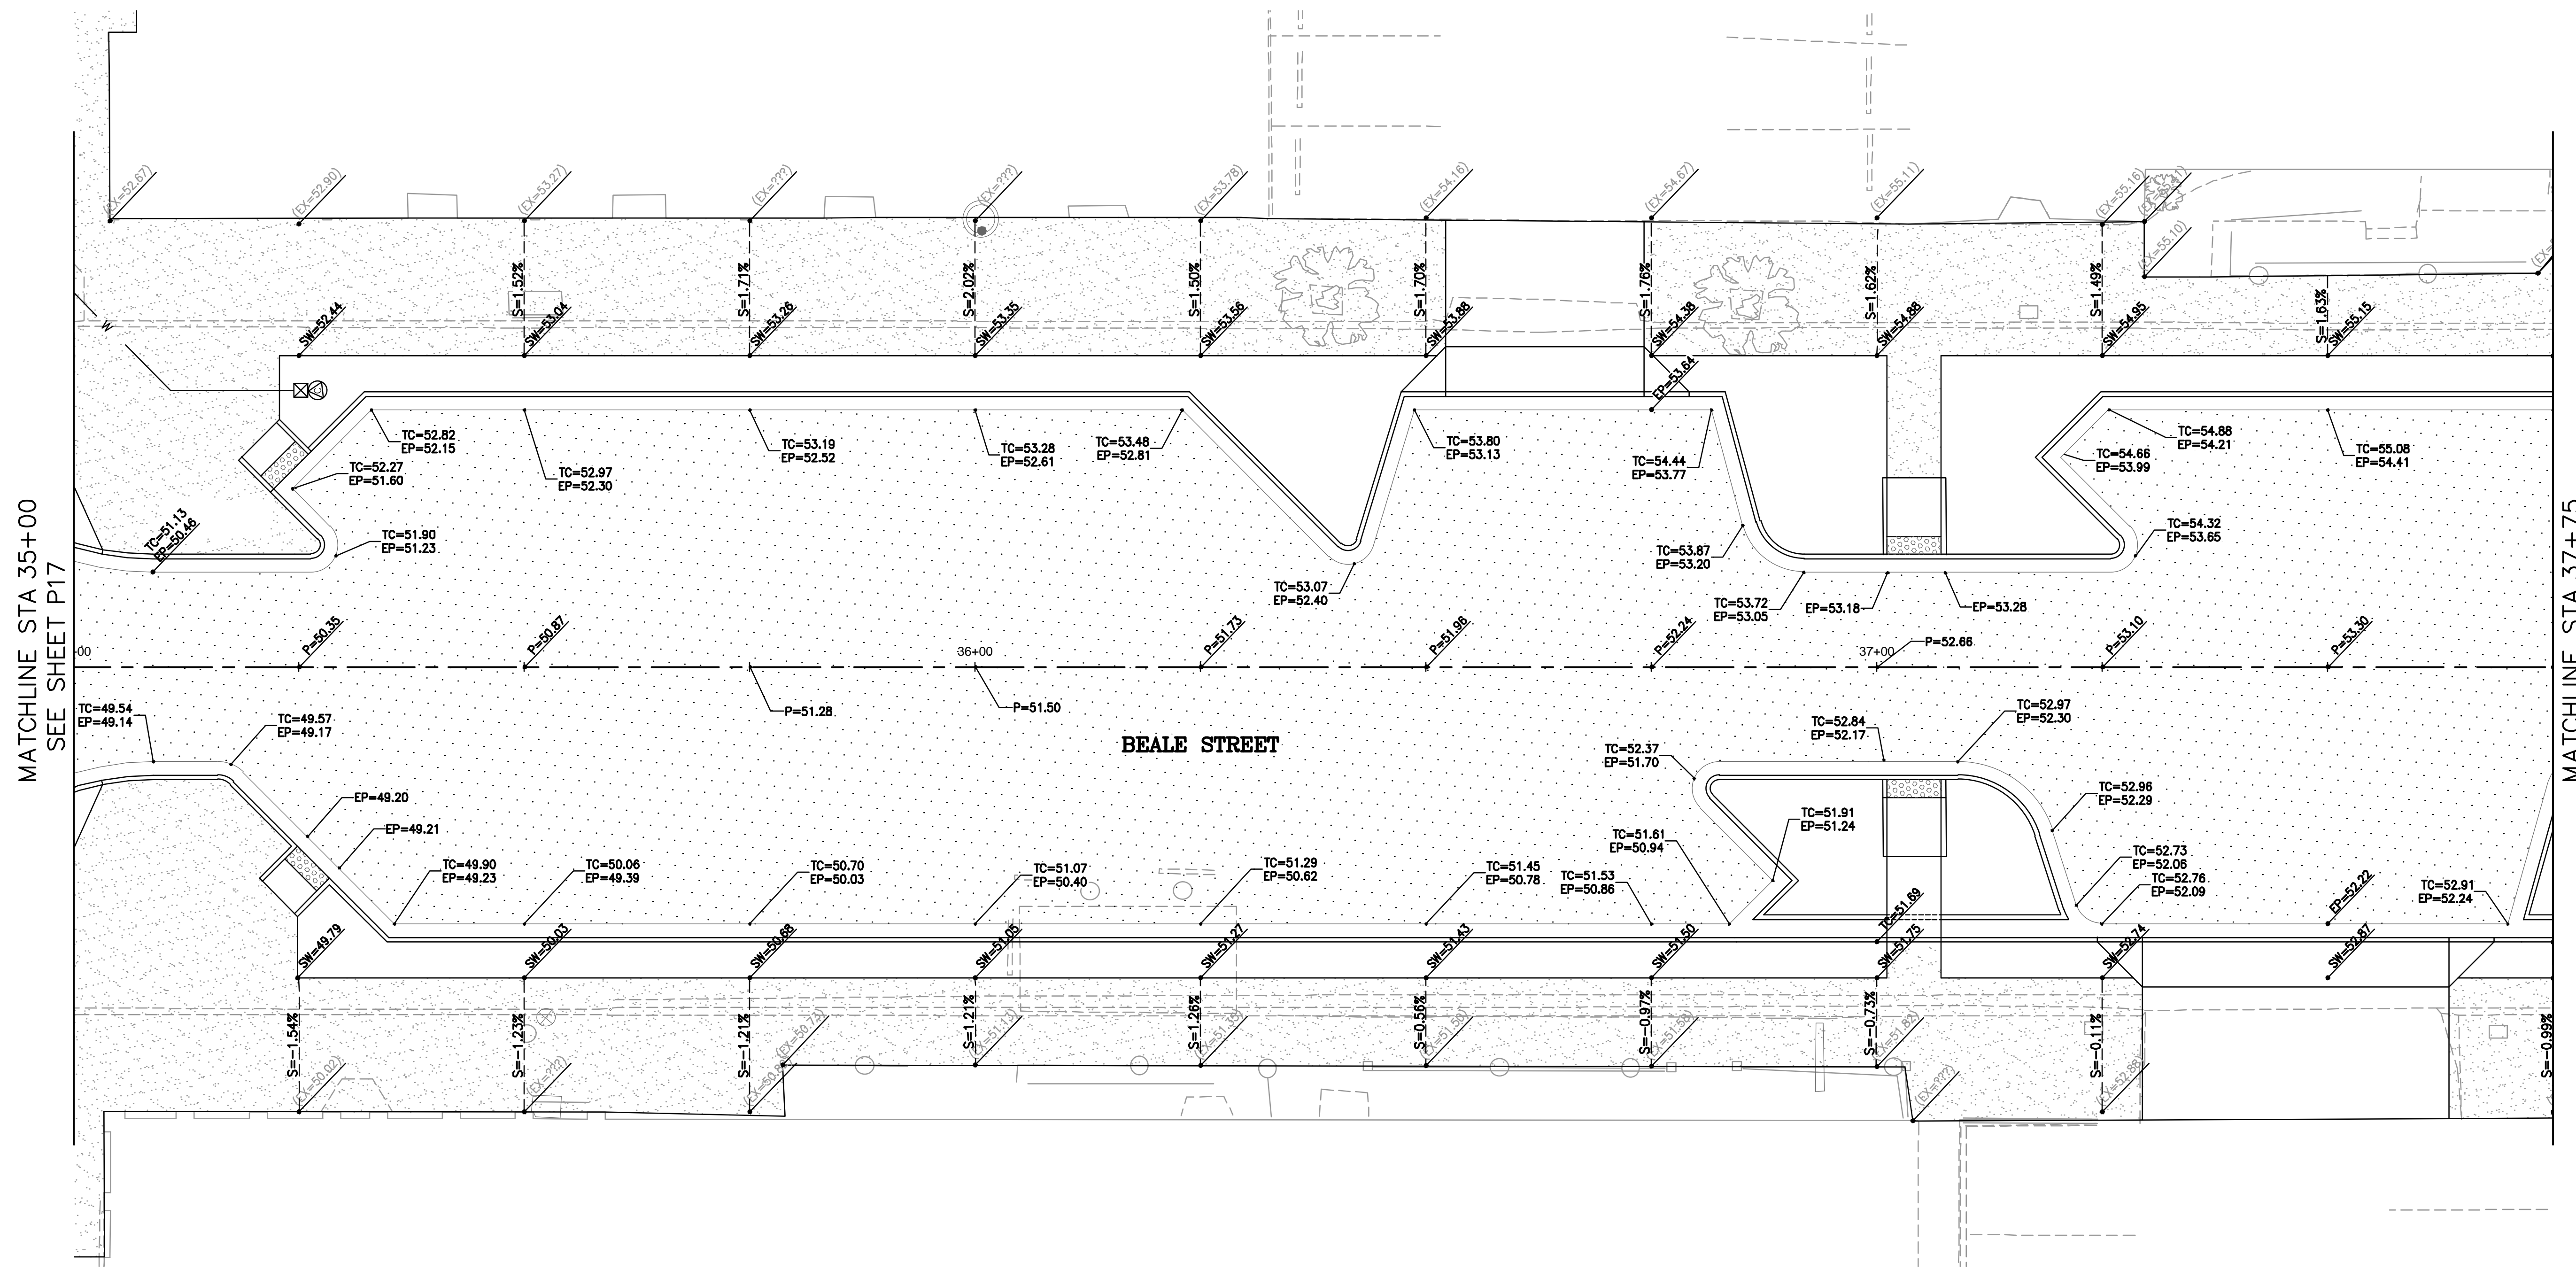 MATCHLINE STA 35+00
SEE SHEET P17
(EX=52.67)
(EX=52.90)
(EX=53.27)
(EX=???)
(EX=???)
(EX=53.78)
(EX=54.16)
(EX=54.67)
(EX=55.11)
(EX=55.16)
(EX=55.10)
S=1.52%
S=1.71%
S=2.02%
S=1.50%
S=1.70%
S=1.76%
S=1.62%
S=1.49%
S=1.63%
W
SW=52.44
SW=53.04
SW=53.26
SW=53.35
SW=53.56
SW=53.88
SW=54.38
SW=54.88
SW=54.95
SW=55.15
EP=53.64
TC=52.82
EP=52.15
TC=52.27
EP=51.60
TC=52.97
EP=52.30
TC=53.19
EP=52.52
TC=53.28
EP=52.61
TC=53.48
EP=52.81
TC=53.80
EP=53.13
TC=54.44
EP=53.77
TC=54.88
EP=54.21
TC=54.66
EP=53.99
TC=55.08
EP=54.41
TC=51.13
EP=50.46
TC=51.90
EP=51.23
TC=53.07
EP=52.40
TC=53.87
EP=53.20
TC=53.72
EP=53.05
EP=53.18
EP=53.28
TC=54.32
EP=53.65
P=50.35
P=50.87
P=51.73
P=51.96
P=52.24
P=52.66
P=53.10
P=53.30
00
36+00
37+00
P=51.28
P=51.50
BEALE STREET
TC=49.54
EP=49.14
TC=49.57
EP=49.17
EP=49.20
EP=49.21
TC=52.37
EP=51.70
TC=52.84
EP=52.17
TC=52.97
EP=52.30
TC=52.96
EP=52.29
TC=51.91
EP=51.24
TC=51.61
EP=50.94
TC=49.90
EP=49.23
TC=50.06
EP=49.39
TC=50.70
EP=50.03
TC=51.07
EP=50.40
TC=51.29
EP=50.62
TC=51.45
EP=50.78
TC=51.53
EP=50.86
TC=52.73
EP=52.06
TC=52.76
EP=52.09
TC=51.69
EP=52.22
TC=52.91
EP=52.24
SW=49.79
SW=50.03
SW=50.68
SW=51.05
SW=51.27
SW=51.43
SW=51.50
SW=51.75
SW=52.74
SW=52.87
S=-1.54%
S=-1.23%
S=-1.21%
S=1.21%
S=1.26%
S=0.56%
S=-0.97%
S=-0.73%
S=-0.11%
S=-0.99%
(EX=50.02)
(EX=???)
(EX=50.73)
(EX=51.50)
(EX=51.58)
(EX=51.82)
(EX=???)
(EX=52.88)
MATCHLINE STA 37+75